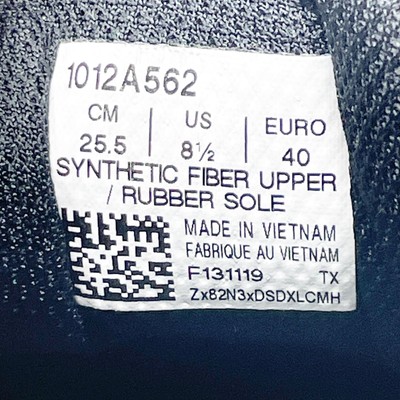 1012A562
CM | US | EURO
25.5 | 8½ | 40
SYNTHETIC FIBER UPPER
/ RUBBER SOLE
MADE IN VIETNAM
FABRIQUE AU VIETNAM
F131119 TX
Zx82N3xDSDXLCMH